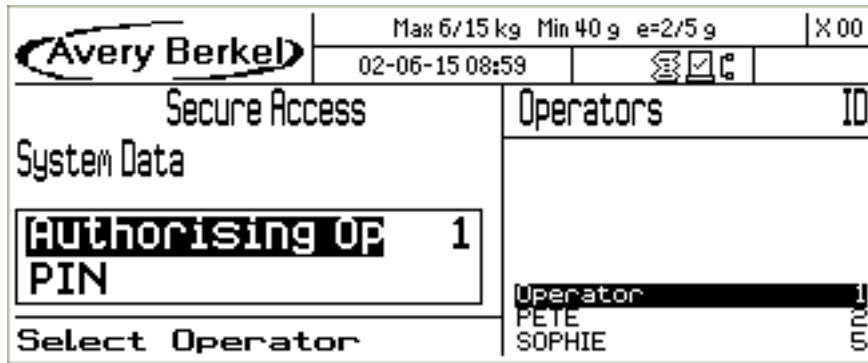 Avery Berkel
Max 6/15 kg Min 40 g e=2/5 g
X 00
02-06-15 08:59
Secure Access
System Data
Authorising Op 1
PIN
Select Operator
Operators ID
Operator 1
PETE 2
SOPHIE 5